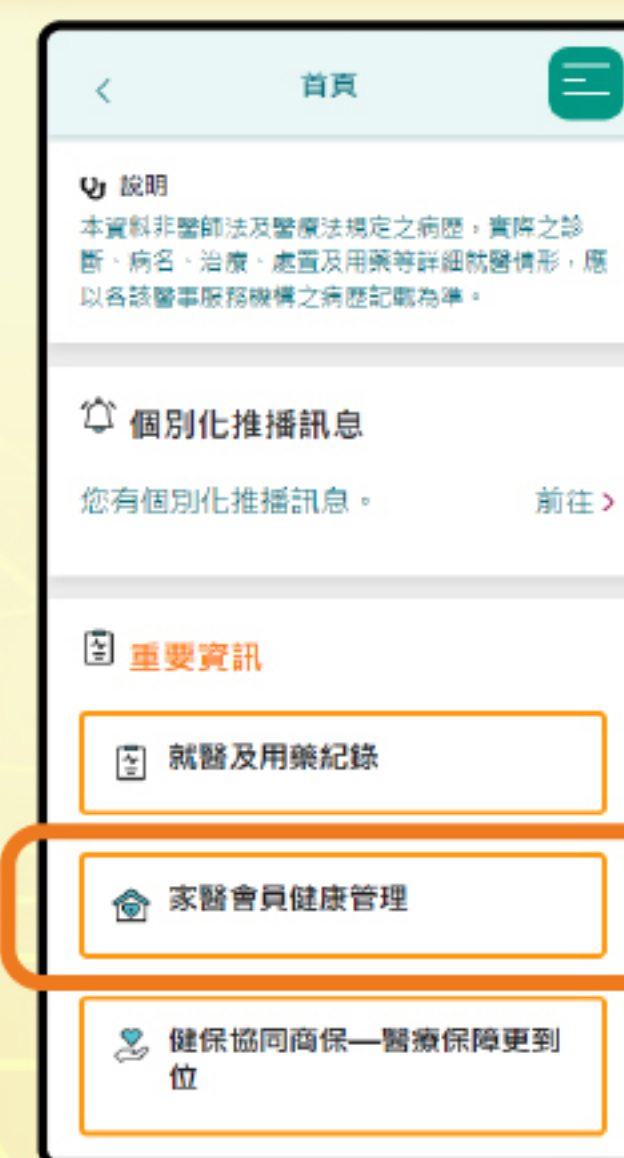 首頁
說明
本資料非醫師法及醫療法規定之病歷，實際之診
斷、病名、治療、處置及用藥等詳細就醫情形，應
以各該醫事服務機構之病歷記載為準。
個別化推播訊息
您有個別化推播訊息。 前往
重要資訊
就醫及用藥紀錄
家醫會員健康管理
健保協同商保—醫療保障更到
位